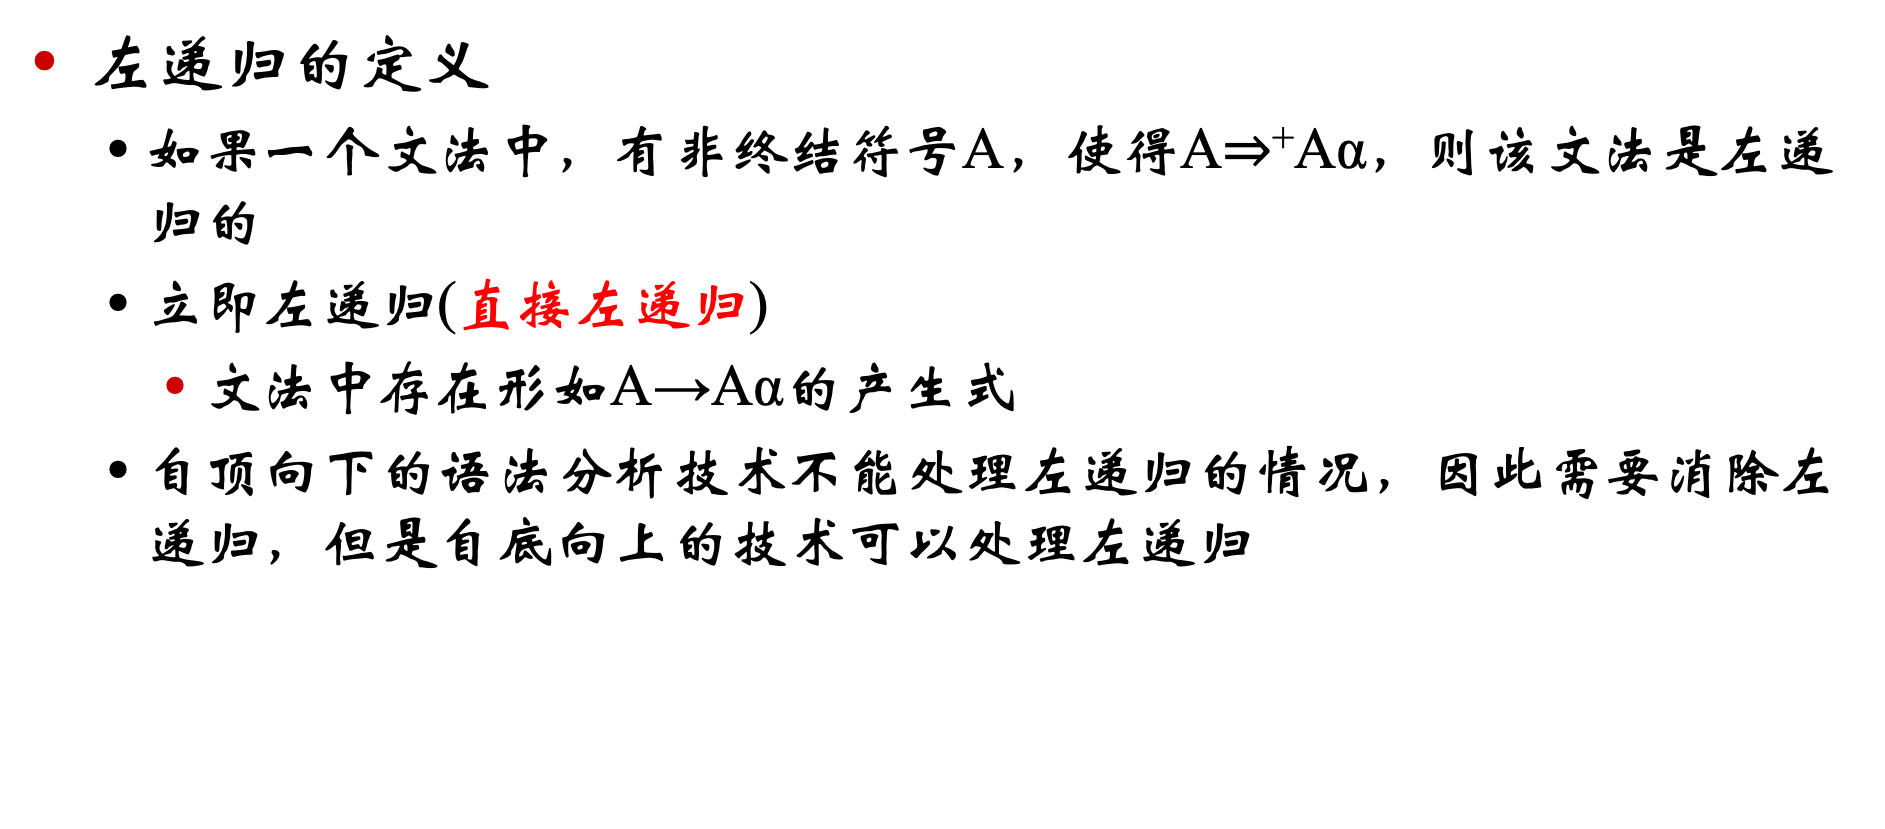 • 左递归的定义
• 如果一个文法中，有非终结符号A，使得A⇒⁺Aα，则该文法是左递
归的
• 立即左递归(直接左递归)
• 文法中存在形如A→Aα的产生式
• 自顶向下的语法分析技术不能处理左递归的情况，因此需要消除左
递归，但是自底向上的技术可以处理左递归